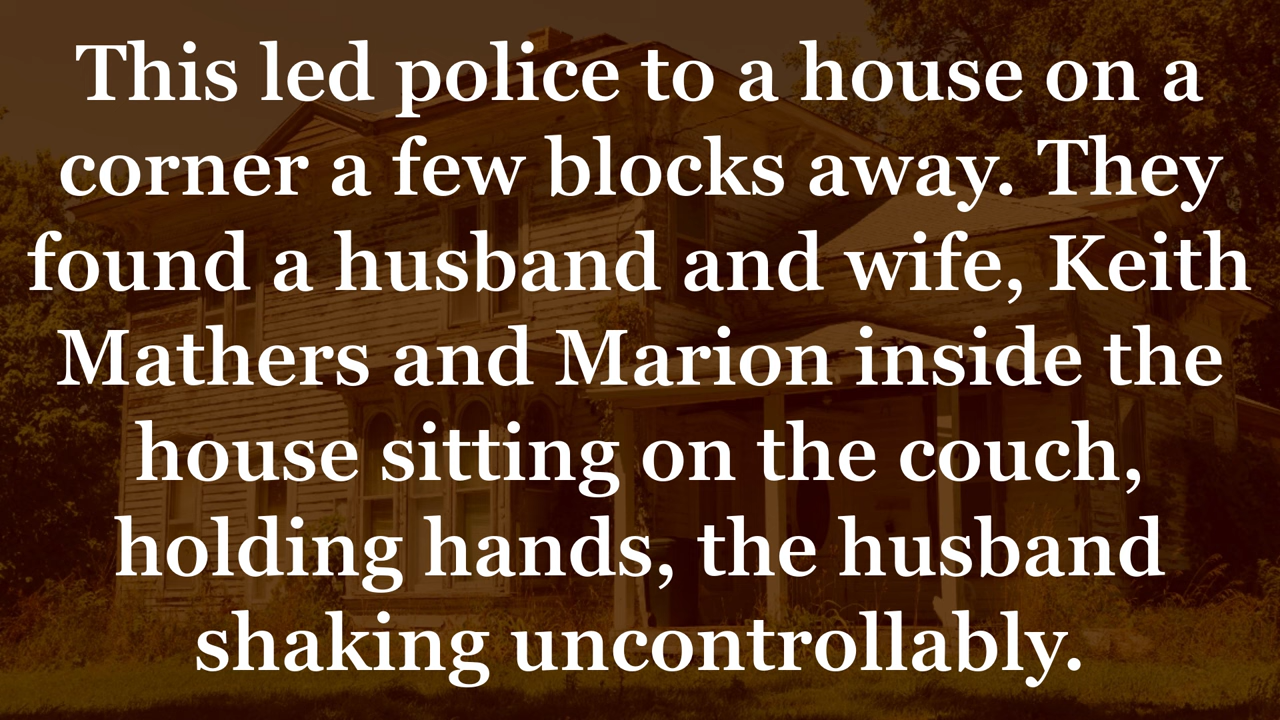 This led police to a house on a
corner a few blocks away. They
found a husband and wife, Keith
Mathers and Marion inside the
house sitting on the couch,
holding hands, the husband
shaking uncontrollably.